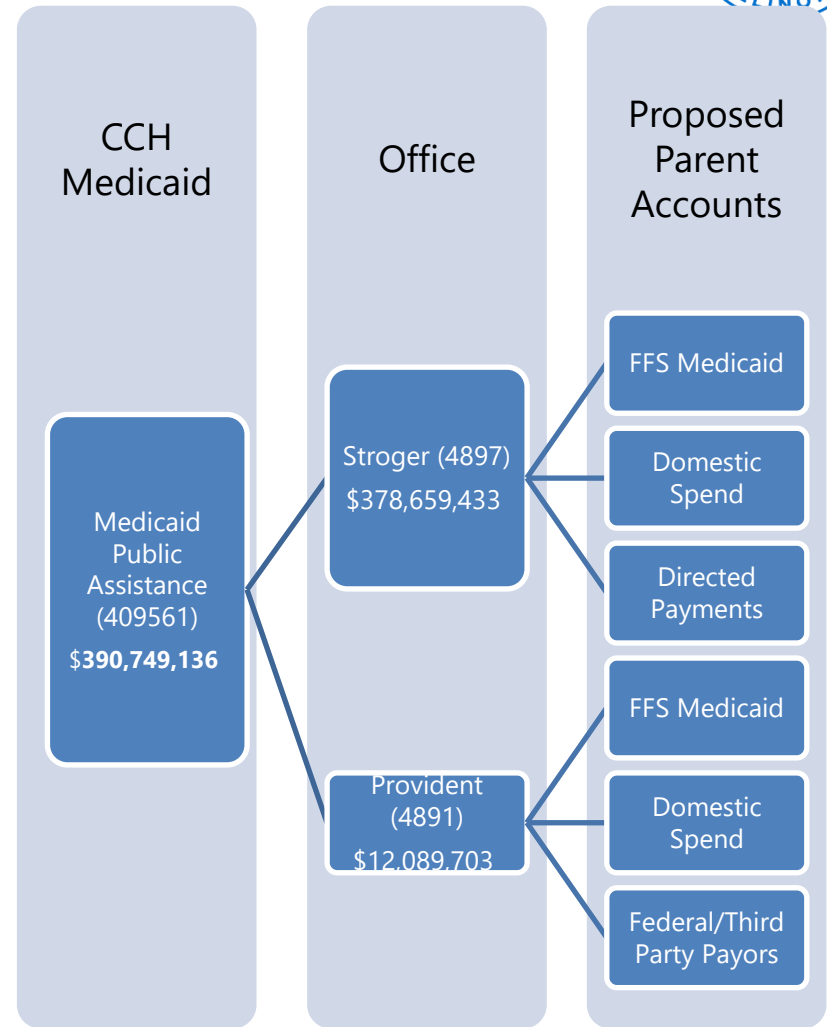 CCH
Medicaid
Office
Proposed
Parent
Accounts
Medicaid
Public
Assistance
(409561)
$390,749,136
Stroger (4897)
$378,659,433
Provident
(4891)
$12,089,703
FFS Medicaid
Domestic
Spend
Directed
Payments
FFS Medicaid
Domestic
Spend
Federal/Third
Party Payors